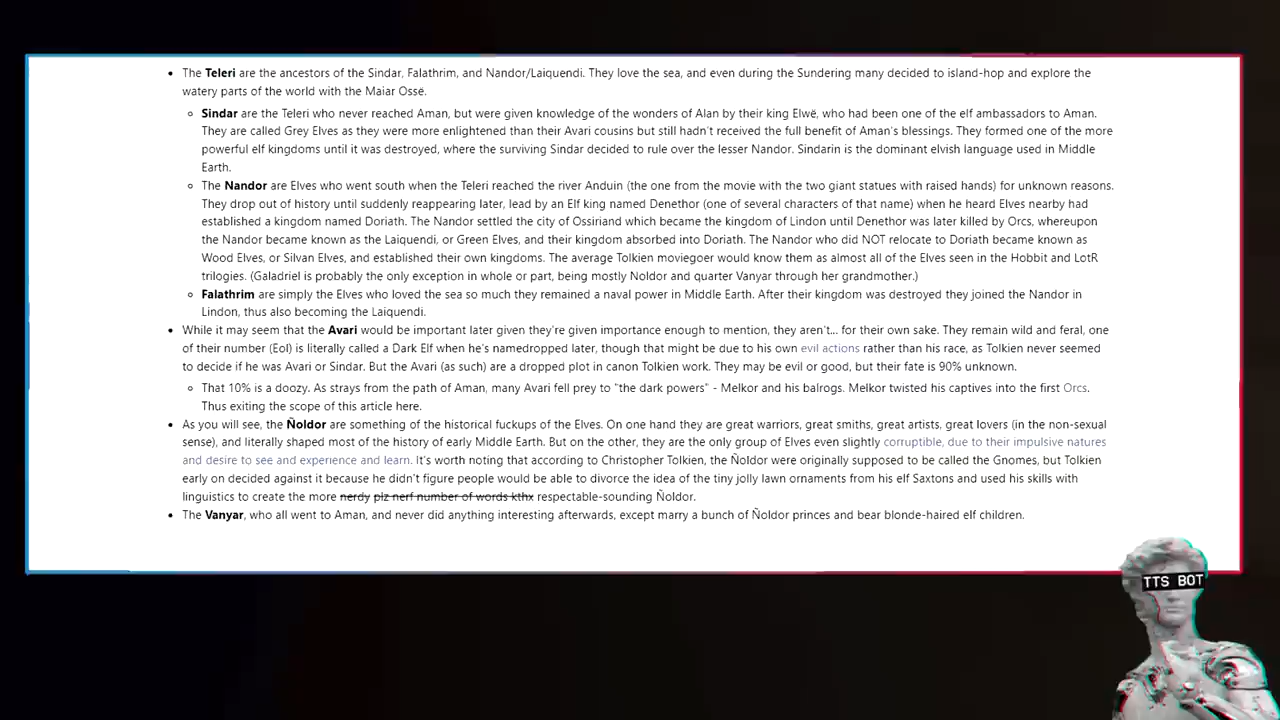 The Teleri are the ancestors of the Sindar, Falathrim, and Nandor/Laiquendi. They love the sea, and even during the Sundering many decided to island-hop and explore the
watery parts of the world with the Maiar Ossë.
Sindar are the Teleri who never reached Aman, but were given knowledge of the wonders of Alan by their king Elwë, who had been one of the elf ambassadors to Aman.
They are called Grey Elves as they were more enlightened than their Avari cousins but still hadn't received the full benefit of Aman's blessings. They formed one of the more
powerful elf kingdoms until it was destroyed, where the surviving Sindar decided to rule over the lesser Nandor. Sindarin is the dominant elvish language used in Middle
Earth.
The Nandor are Elves who went south when the Teleri reached the river Anduin (the one from the movie with the two giant statues with raised hands) for unknown reasons.
They drop out of history until suddenly reappearing later, lead by an Elf king named Denethor (one of several characters of that name) when he heard Elves nearby had
established a kingdom named Doriath. The Nandor settled the city of Ossiriand which became the kingdom of Lindon until Denethor was later killed by Orcs, whereupon
the Nandor became known as the Laiquendi, or Green Elves, and their kingdom absorbed into Doriath. The Nandor who did NOT relocate to Doriath became known as
Wood Elves, or Silvan Elves, and established their own kingdoms. The average Tolkien moviegoer would know them as almost all of the Elves seen in the Hobbit and LotR
trilogies. (Galadriel is probably the only exception in whole or part, being mostly Noldor and quarter Vanyar through her grandmother.)
Falathrim are simply the Elves who loved the sea so much they remained a naval power in Middle Earth. After their kingdom was destroyed they joined the Nandor in
Lindon, thus also becoming the Laiquendi.
While it may seem that the Avari would be important later given they're given importance enough to mention, they aren't... for their own sake. They remain wild and feral, one
of their number (Eol) is literally called a Dark Elf when he's namedropped later, though that might be due to his own evil actions rather than his race, as Tolkien never seemed
to decide if he was Avari or Sindar. But the Avari (as such) are a dropped plot in canon Tolkien work. They may be evil or good, but their fate is 90% unknown.
That 10% is a doozy. As strays from the path of Aman, many Avari fell prey to "the dark powers" - Melkor and his balrogs. Melkor twisted his captives into the first Orcs.
Thus exiting the scope of this article here.
As you will see, the Ñoldor are something of the historical fuckups of the Elves. On one hand they are great warriors, great smiths, great artists, great lovers (in the non-sexual
sense), and literally shaped most of the history of early Middle Earth. But on the other, they are the only group of Elves even slightly corruptible, due to their impulsive natures
and desire to see and experience and learn. It's worth noting that according to Christopher Tolkien, the Ñoldor were originally supposed to be called the Gnomes, but Tolkien
early on decided against it because he didn't figure people would be able to divorce the idea of the tiny jolly lawn ornaments from his elf Saxtons and used his skills with
linguistics to create the more nerdy plz nerf number of words kthx respectable-sounding Ñoldor.
The Vanyar, who all went to Aman, and never did anything interesting afterwards, except marry a bunch of Ñoldor princes and bear blonde-haired elf children.
TTS BOT